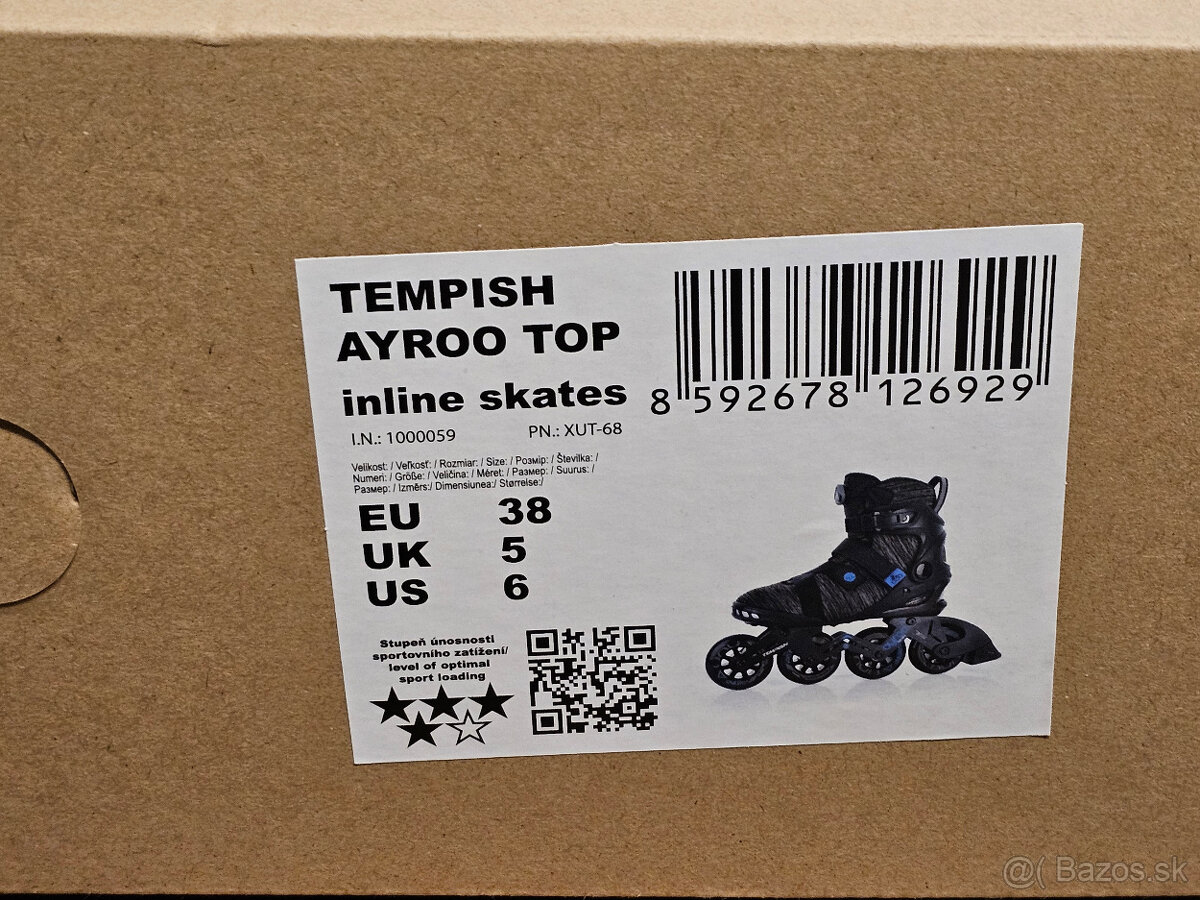 TEMPISH
AYROO TOP
inline skates
I.N.: 1000059 PN.: XUT-68
8 592678 126929
Velikost: / Veľkosť: / Rozmiar: / Size: / Розмір: / Številka: /
Numeri: / Größe: / Veličina: / Méret: / Размер: / Suurus: /
Размер: / Izmērs:/ Dimensiunea:/ Størrelse:/
EU 38
UK 5
US 6
Stupeň únosnosti
sportovního zatížení/
level of optimal
sport loading
@( Bazos.sk